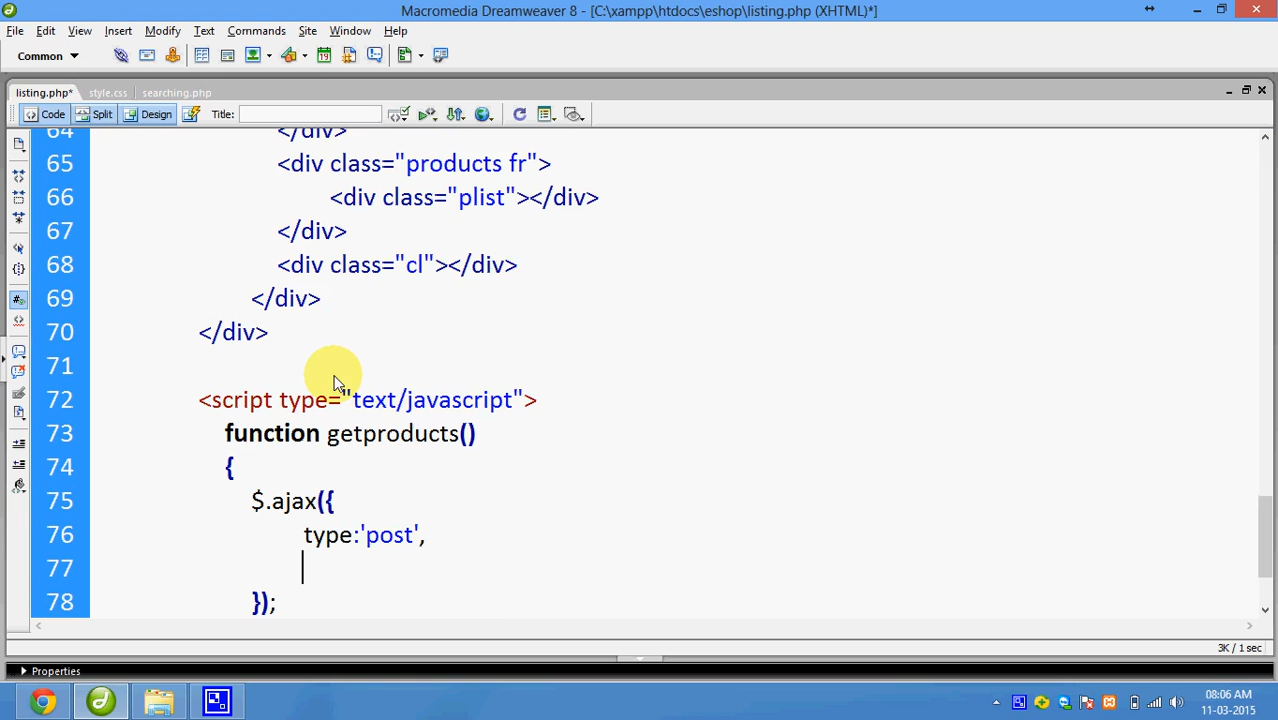 Macromedia Dreamweaver 8 - [C:\xampp\htdocs\eshop\listing.php (XHTML)*]
File Edit View Insert Modify Text Commands Site Window Help
Common
listing.php* style.css searching.php
Code Split Design Title:
64 </div>
65 <div class="products fr">
66 <div class="plist"></div>
67 </div>
68 <div class="cl"></div>
69 </div>
70 </div>
71
72 <script type="text/javascript">
73 function getproducts()
74 {
75 $.ajax({
76 type:'post',
77
78 });
3K / 1 sec
Properties
08:06 AM
11-03-2015